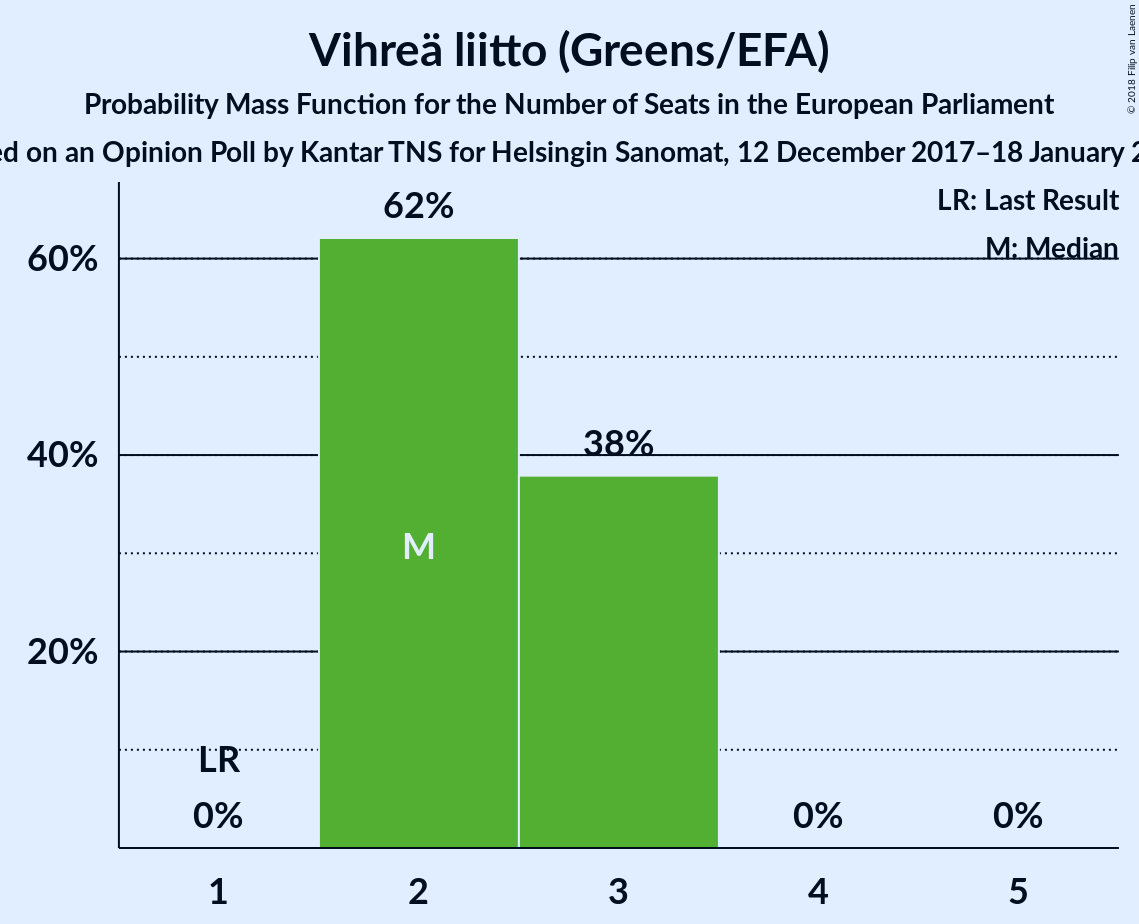 Vihreä liitto (Greens/EFA)
Probability Mass Function for the Number of Seats in the European Parliament
on an Opinion Poll by Kantar TNS for Helsingin Sanomat, 12 December 2017–18 January
© 2018 Filip van Laenen
LR: Last Result
M: Median
62%
60%
38%
40%
M
20%
LR
0% 0% 0%
1 2 3 4 5